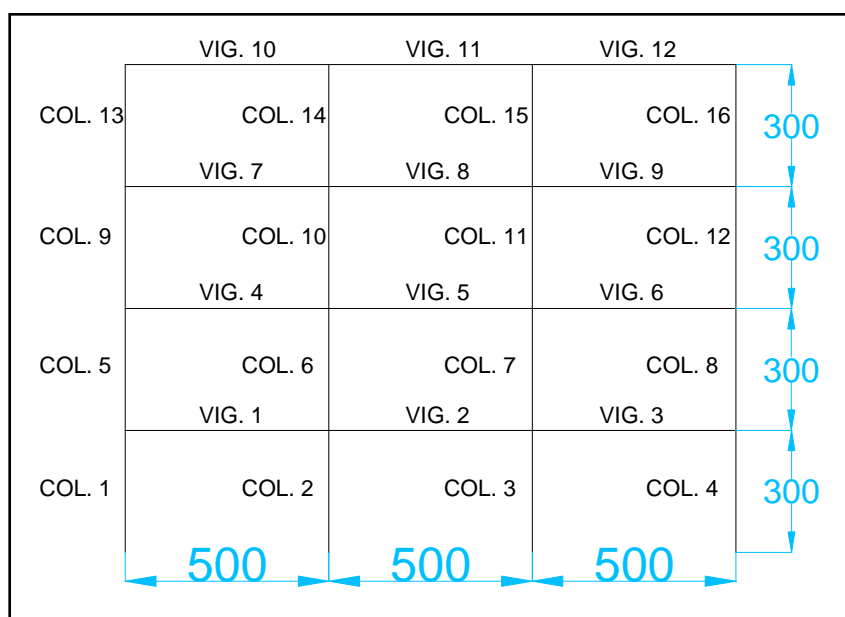 VIG. 10 VIG. 11 VIG. 12
COL. 13 COL. 14 COL. 15 COL. 16 300
VIG. 7 VIG. 8 VIG. 9
COL. 9 COL. 10 COL. 11 COL. 12 300
VIG. 4 VIG. 5 VIG. 6
COL. 5 COL. 6 COL. 7 COL. 8 300
VIG. 1 VIG. 2 VIG. 3
COL. 1 COL. 2 COL. 3 COL. 4 300
500 500 500